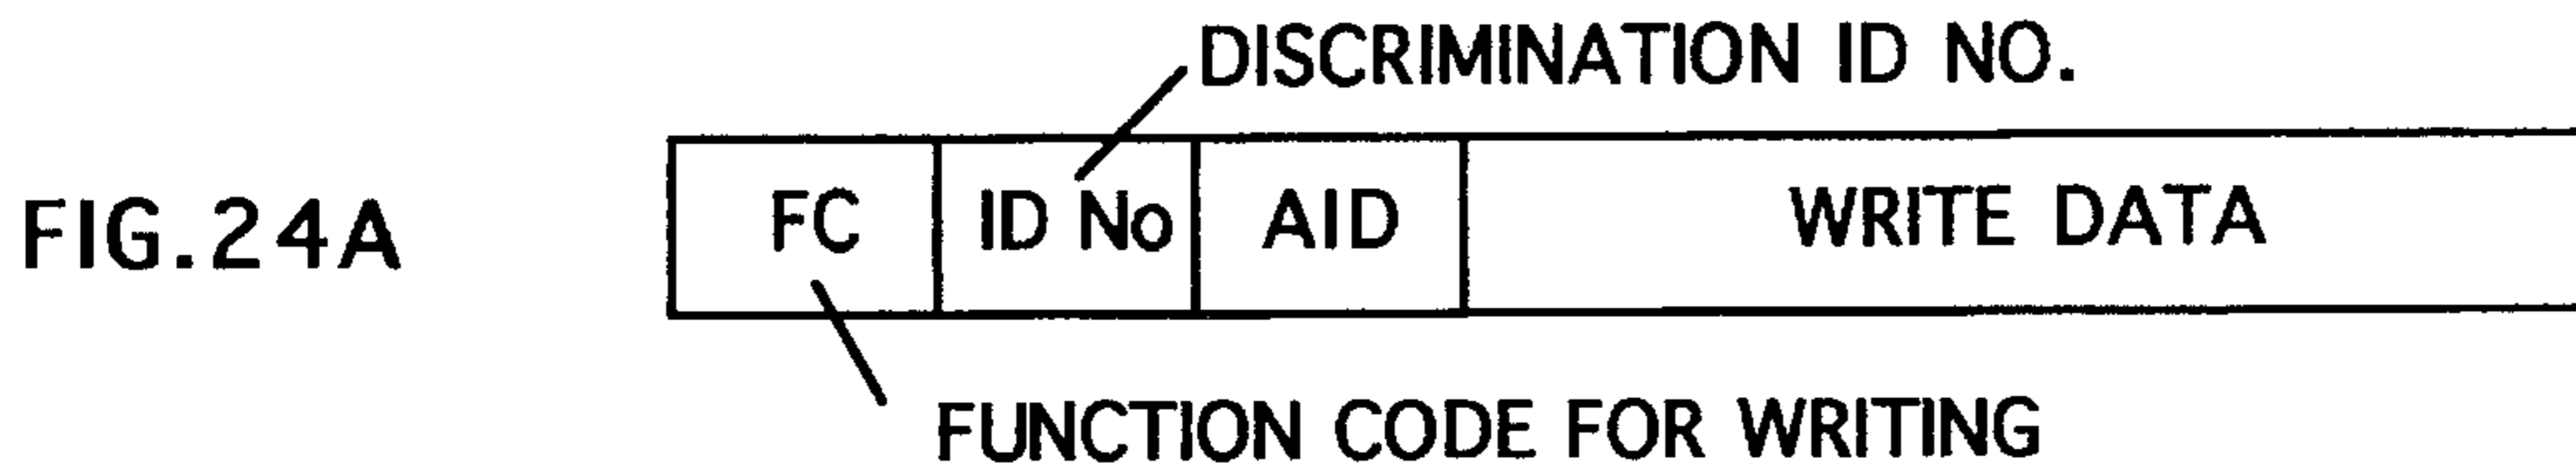 DISCRIMINATION ID NO.
FIG.24A
FC ID No AID WRITE DATA
FUNCTION CODE FOR WRITING